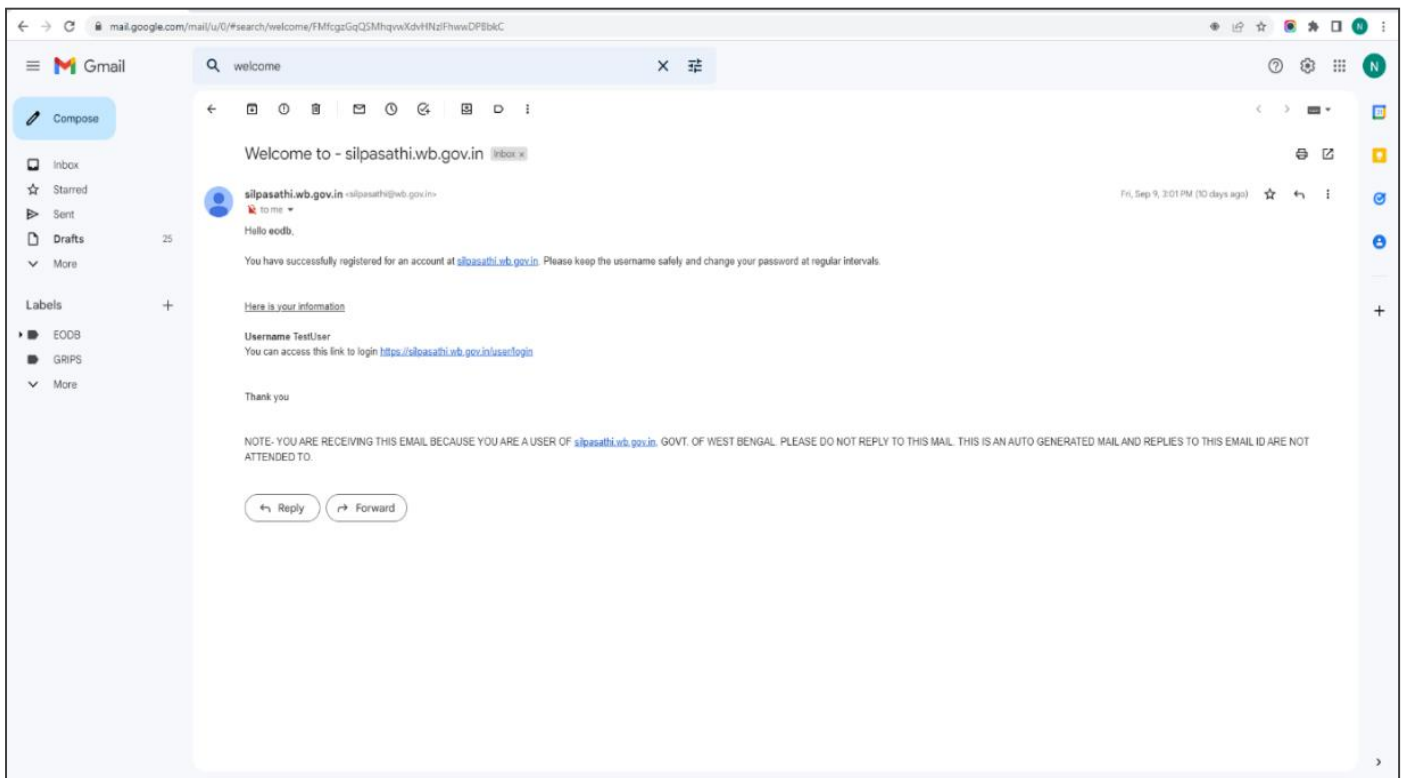 mail.google.com/mail/u/0/#search/welcome/FMfcgzGqQSMhqvwXdvHNzlFhwwDPBbkC
N
Gmail
welcome
N
Compose
Welcome to - silpasathi.wb.gov.in Inbox x
Inbox
Starred
silpasathi.wb.gov.in <silpasathi@wb.gov.in>
Fri, Sep 9, 3:01 PM (10 days ago)
to me
Sent
Hello eodb,
Drafts 25
More
You have successfully registered for an account at silpasathi.wb.gov.in. Please keep the username safely and change your password at regular intervals.
Labels +
Here is your information
EODB
Username TestUser
You can access this link to login https://silpasathi.wb.gov.in/user/login
GRIPS
More
Thank you
NOTE- YOU ARE RECEIVING THIS EMAIL BECAUSE YOU ARE A USER OF silpasathi.wb.gov.in, GOVT. OF WEST BENGAL. PLEASE DO NOT REPLY TO THIS MAIL. THIS IS AN AUTO GENERATED MAIL AND REPLIES TO THIS EMAIL ID ARE NOT
ATTENDED TO.
Reply
Forward